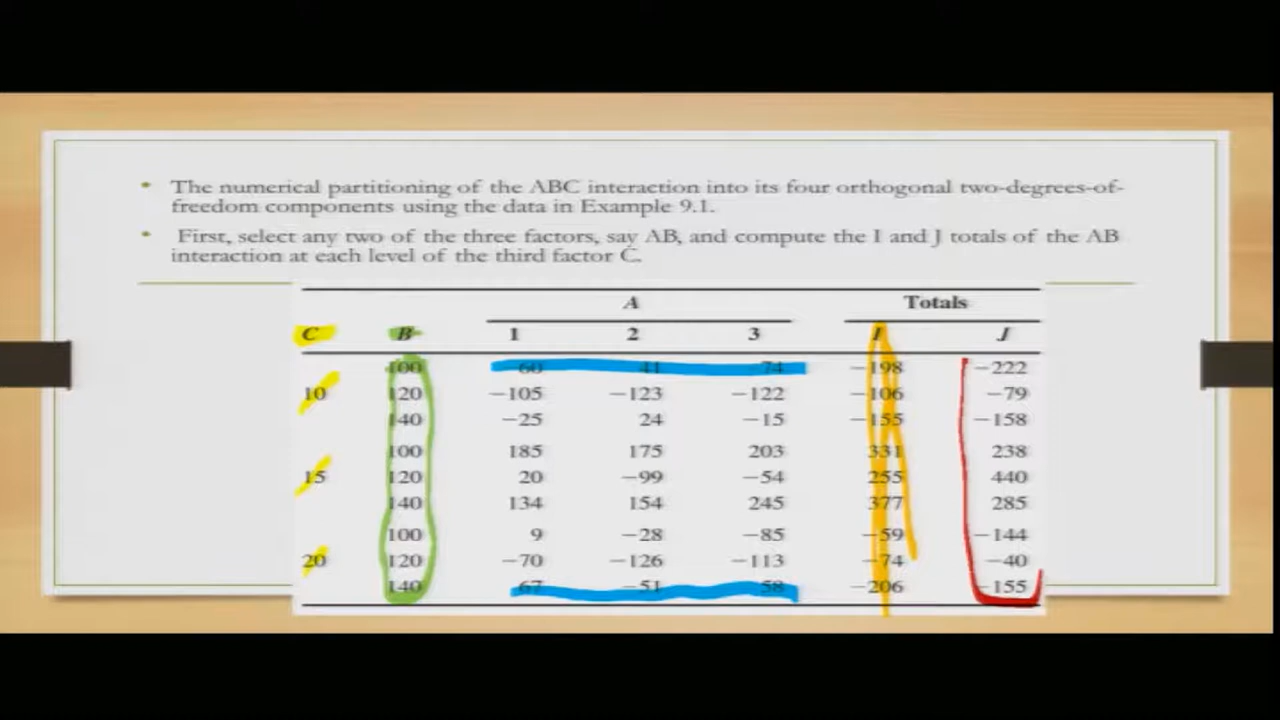 • The numerical partitioning of the ABC interaction into its four orthogonal two-degrees-of-
freedom components using the data in Example 9.1.
• First, select any two of the three factors, say AB, and compute the I and J totals of the AB
interaction at each level of the third factor C.
A Totals
C B 1 2 3 I J
100 −198 −222
10 120 −105 −123 −122 −106 −79
140 −25 24 −15 −155 −158
100 185 175 203 331 238
15 120 20 −99 −54 255 440
140 134 154 245 377 285
100 9 −28 −85 −59 −144
20 120 −70 −126 −113 −74 −40
140 −206 −155